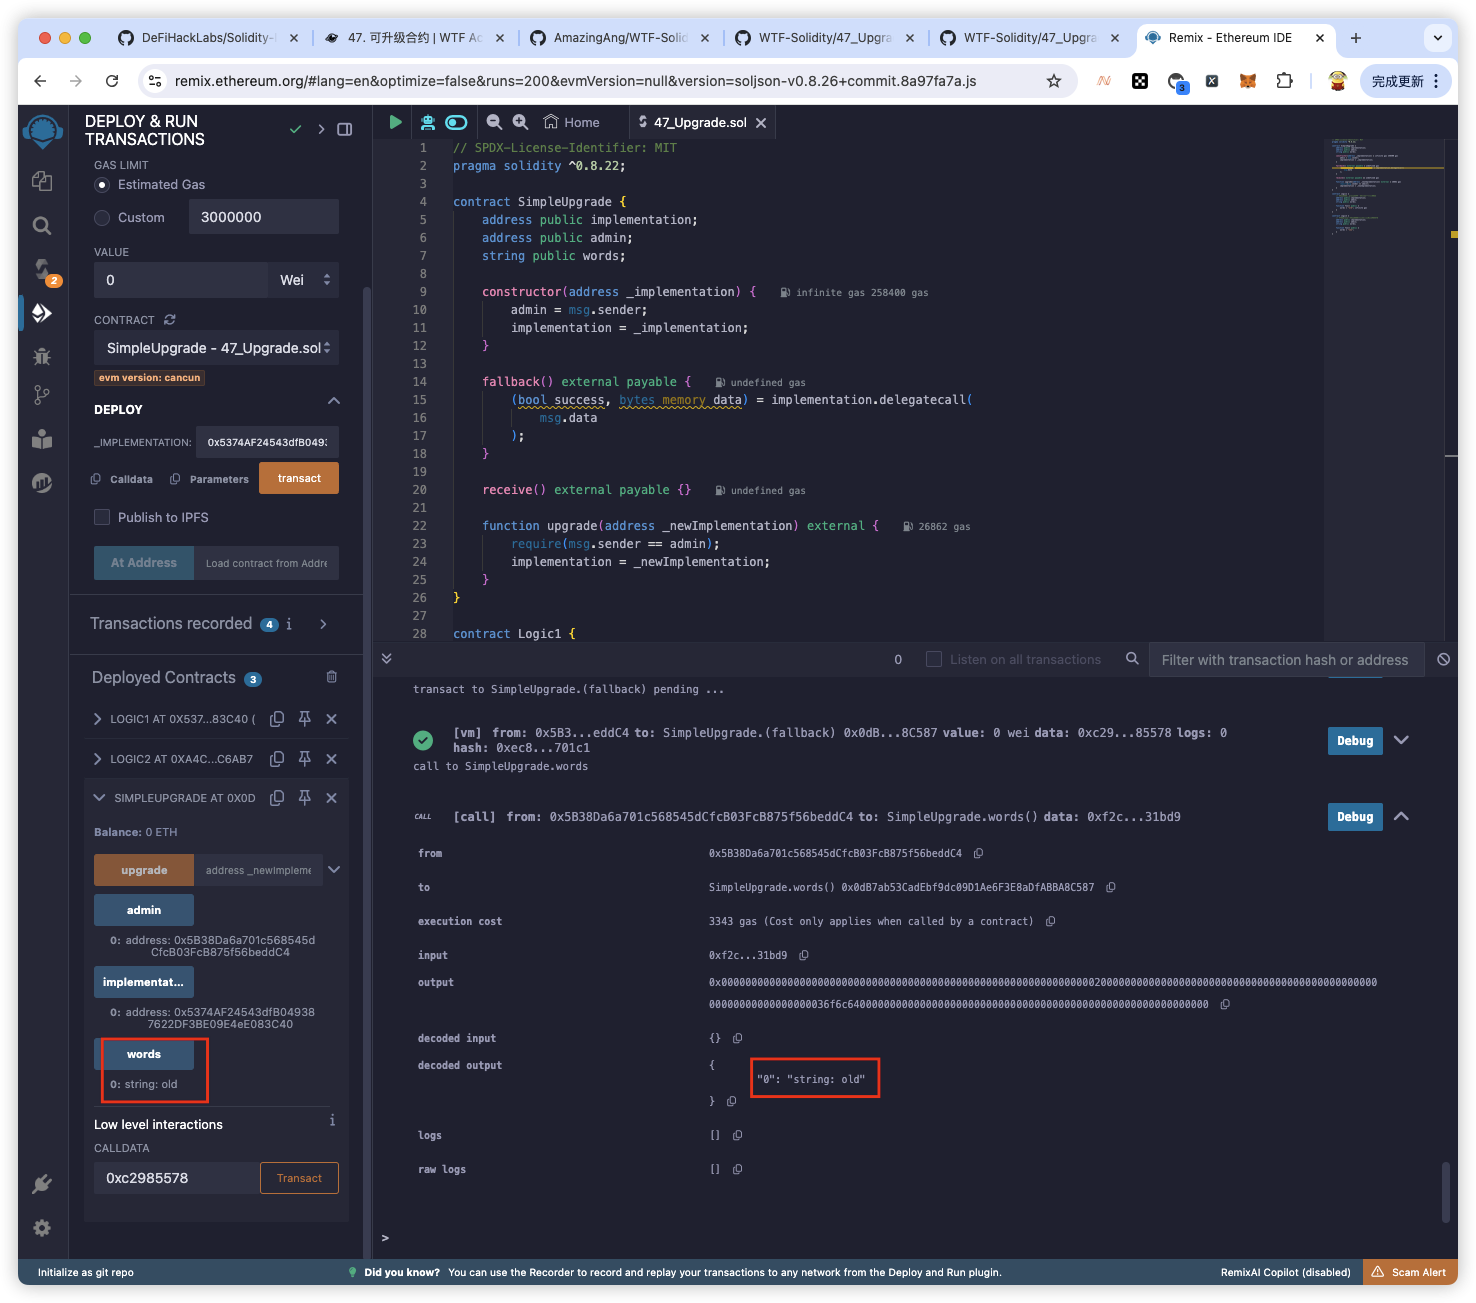 DeFiHackLabs/Solidity-
47. 可升级合约 | WTF Ac
AmazingAng/WTF-Solid
WTF-Solidity/47_Upgra
WTF-Solidity/47_Upgra
Remix - Ethereum IDE
remix.ethereum.org/#lang=en&optimize=false&runs=200&evmVersion=null&version=soljson-v0.8.26+commit.8a97fa7a.js
3
完成更新
DEPLOY & RUN
TRANSACTIONS
GAS LIMIT
Estimated Gas
Custom
3000000
VALUE
0
Wei
2
CONTRACT
SimpleUpgrade - 47_Upgrade.sol
evm version: cancun
DEPLOY
_IMPLEMENTATION:
0x5374AF24543dfB0493
Calldata
Parameters
transact
Publish to IPFS
At Address
Load contract from Addre
Transactions recorded 4 i
Deployed Contracts 3
LOGIC1 AT 0X537...83C40 (
LOGIC2 AT 0XA4C...C6AB7
SIMPLEUPGRADE AT 0X0D
Balance: 0 ETH
upgrade
address _newImpleme
admin
0: address: 0x5B38Da6a701c568545d
CfcB03FcB875f56beddC4
implementat...
0: address: 0x5374AF24543dfB04938
7622DF3BE09E4eE083C40
words
0: string: old
Low level interactions
i
CALLDATA
0xc2985578
Transact
Home
47_Upgrade.sol
1 // SPDX-License-Identifier: MIT
2 pragma solidity ^0.8.22;
3
4 contract SimpleUpgrade {
5 address public implementation;
6 address public admin;
7 string public words;
8
9 constructor(address _implementation) { infinite gas 258400 gas
10 admin = msg.sender;
11 implementation = _implementation;
12 }
13
14 fallback() external payable { undefined gas
15 (bool success, bytes memory data) = implementation.delegatecall(
16 msg.data
17 );
18 }
19
20 receive() external payable {} undefined gas
21
22 function upgrade(address _newImplementation) external { 26862 gas
23 require(msg.sender == admin);
24 implementation = _newImplementation;
25 }
26 }
27
28 contract Logic1 {
0
Listen on all transactions
Filter with transaction hash or address
transact to SimpleUpgrade.(fallback) pending ...
[vm] from: 0x5B3...eddC4 to: SimpleUpgrade.(fallback) 0x0dB...8C587 value: 0 wei data: 0xc29...85578 logs: 0
hash: 0xec8...701c1
Debug
call to SimpleUpgrade.words
CALL [call] from: 0x5B38Da6a701c568545dCfcB03FcB875f56beddC4 to: SimpleUpgrade.words() data: 0xf2c...31bd9
Debug
from 0x5B38Da6a701c568545dCfcB03FcB875f56beddC4
to SimpleUpgrade.words() 0x0dB7ab53CadEbf9dc09D1Ae6F3E8aDfABBA8C587
execution cost 3343 gas (Cost only applies when called by a contract)
input 0xf2c...31bd9
output
decoded input {}
decoded output {
"0": "string: old"
}
logs []
raw logs []
>
Initialize as git repo
Did you know? You can use the Recorder to record and replay your transactions to any network from the Deploy and Run plugin.
RemixAI Copilot (disabled)
Scam Alert